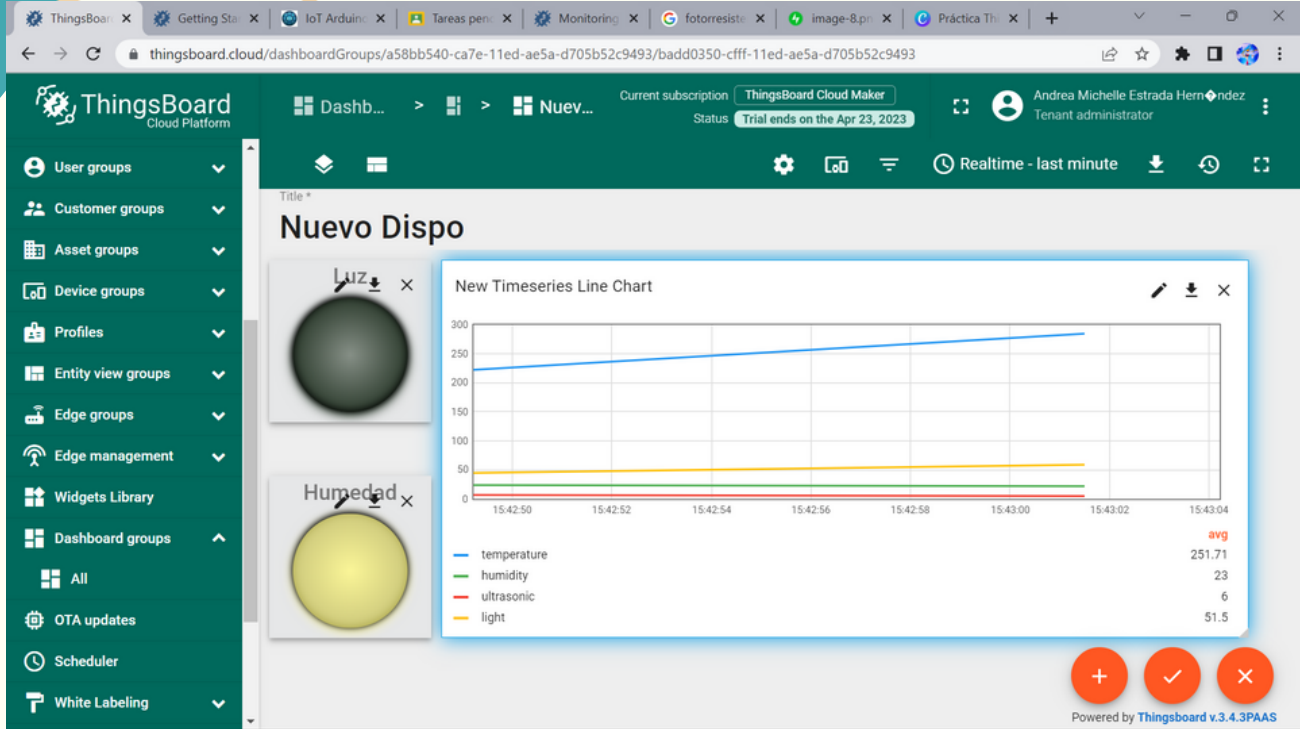 ThingsBoar
Getting Star
IoT Arduino
Tareas pend
Monitoring
fotorresiste
image-8.pn
Práctica Thi
thingsboard.cloud/dashboardGroups/a58bb540-ca7e-11ed-ae5a-d705b52c9493/badd0350-cfff-11ed-ae5a-d705b52c9493
ThingsBoard
Cloud Platform
Dashb... > > Nuev...
Current subscription ThingsBoard Cloud Maker
Status Trial ends on the Apr 23, 2023
Andrea Michelle Estrada Hern�ndez
Tenant administrator
Realtime - last minute
User groups
Customer groups
Asset groups
Device groups
Profiles
Entity view groups
Edge groups
Edge management
Widgets Library
Dashboard groups
All
OTA updates
Scheduler
White Labeling
Title *
Nuevo Dispo
Luz
Humedad
New Timeseries Line Chart
300
250
200
150
100
50
0
15:42:50 15:42:52 15:42:54 15:42:56 15:42:58 15:43:00 15:43:02 15:43:04
avg
temperature 251.71
humidity 23
ultrasonic 6
light 51.5
Powered by Thingsboard v.3.4.3PAAS